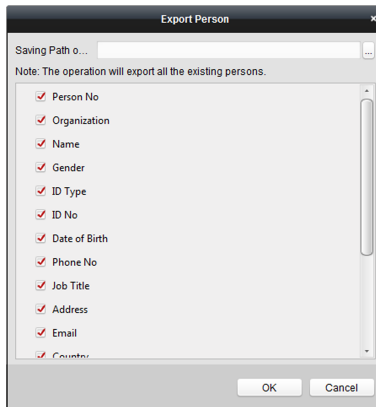 Export Person
Saving Path o...
...
Note: The operation will export all the existing persons.
Person No
Organization
Name
Gender
ID Type
ID No
Date of Birth
Phone No
Job Title
Address
Email
Country
OK Cancel